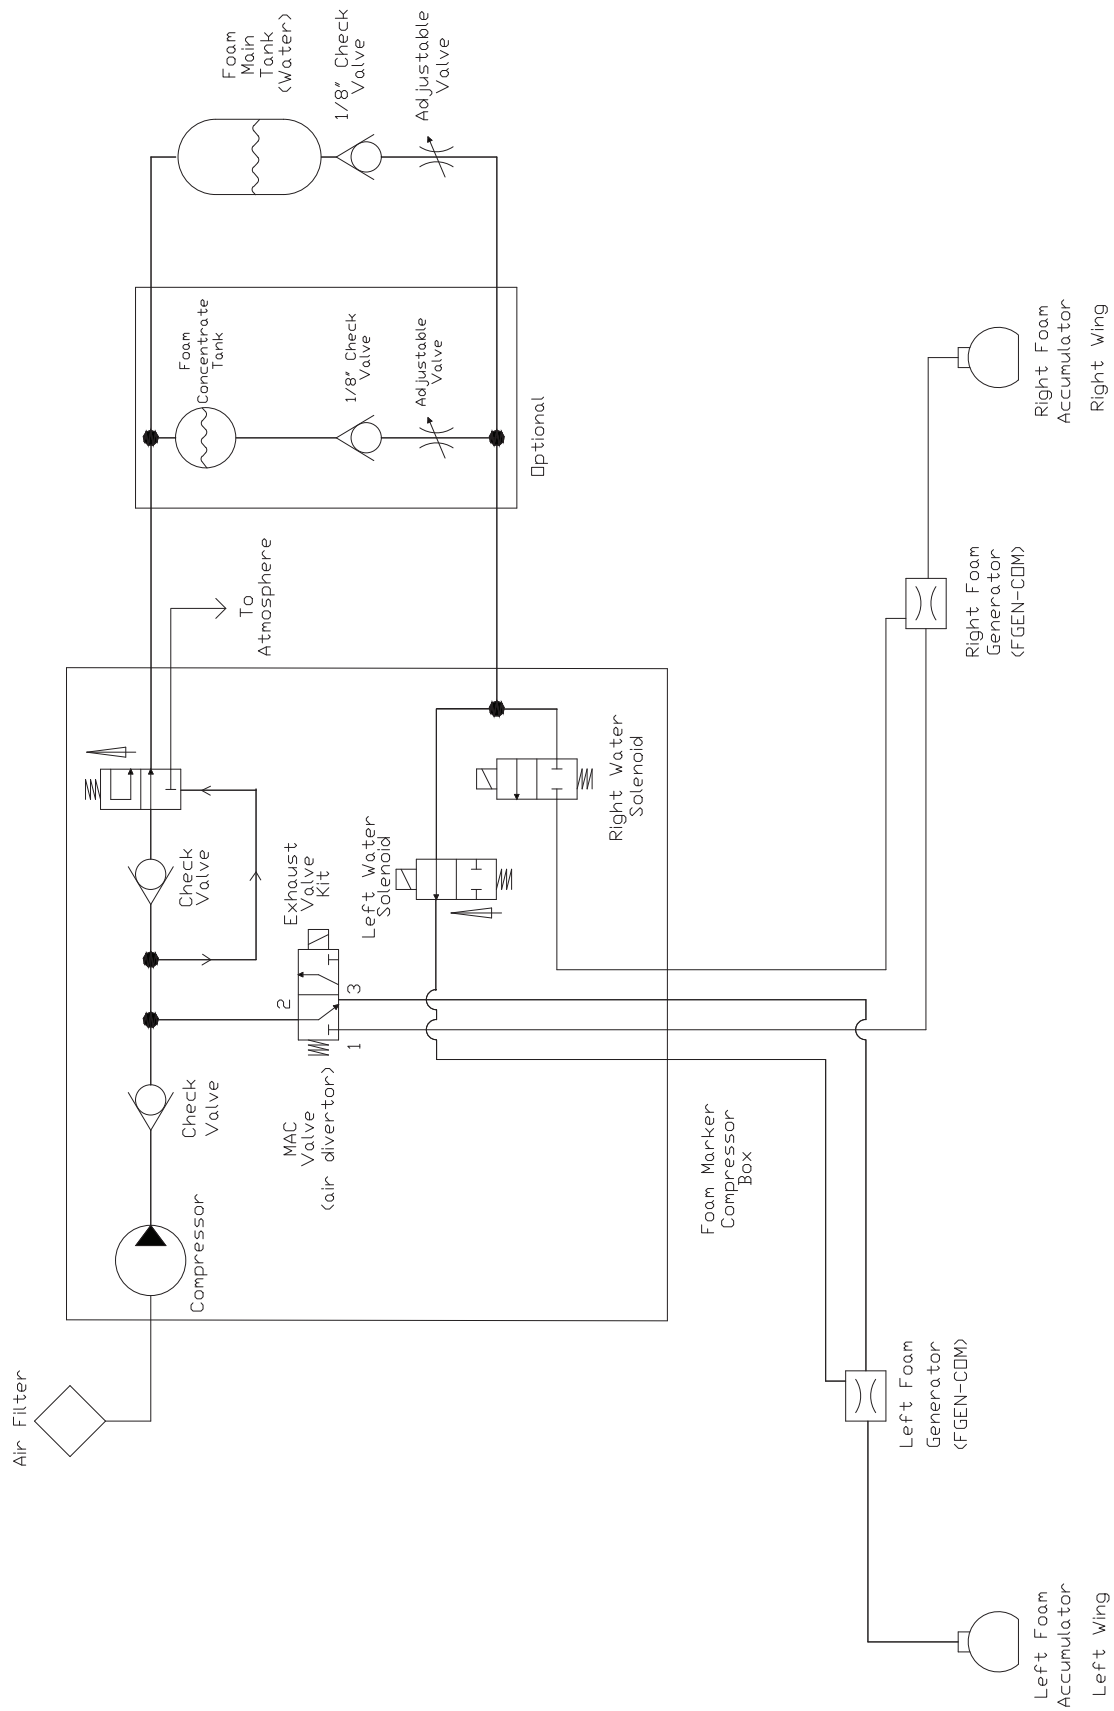 Air Filter
Compressor
Check
Valve
Check
Valve
To
Atmosphere
Foam
Concentrate
Tank
1/8" Check
Valve
Adjustable
Valve
Optional
Foam
Main
Tank
(Water)
1/8" Check
Valve
Adjustable
Valve
MAC
Valve
(air divertor)
2
1
3
Exhaust
Valve
Kit
Left Water
Solenoid
Right Water
Solenoid
Foam Marker
Compressor
Box
Left Foam
Generator
(FGEN-COM)
Right Foam
Generator
(FGEN-COM)
Left Foam
Accumulator
Left Wing
Right Foam
Accumulator
Right Wing